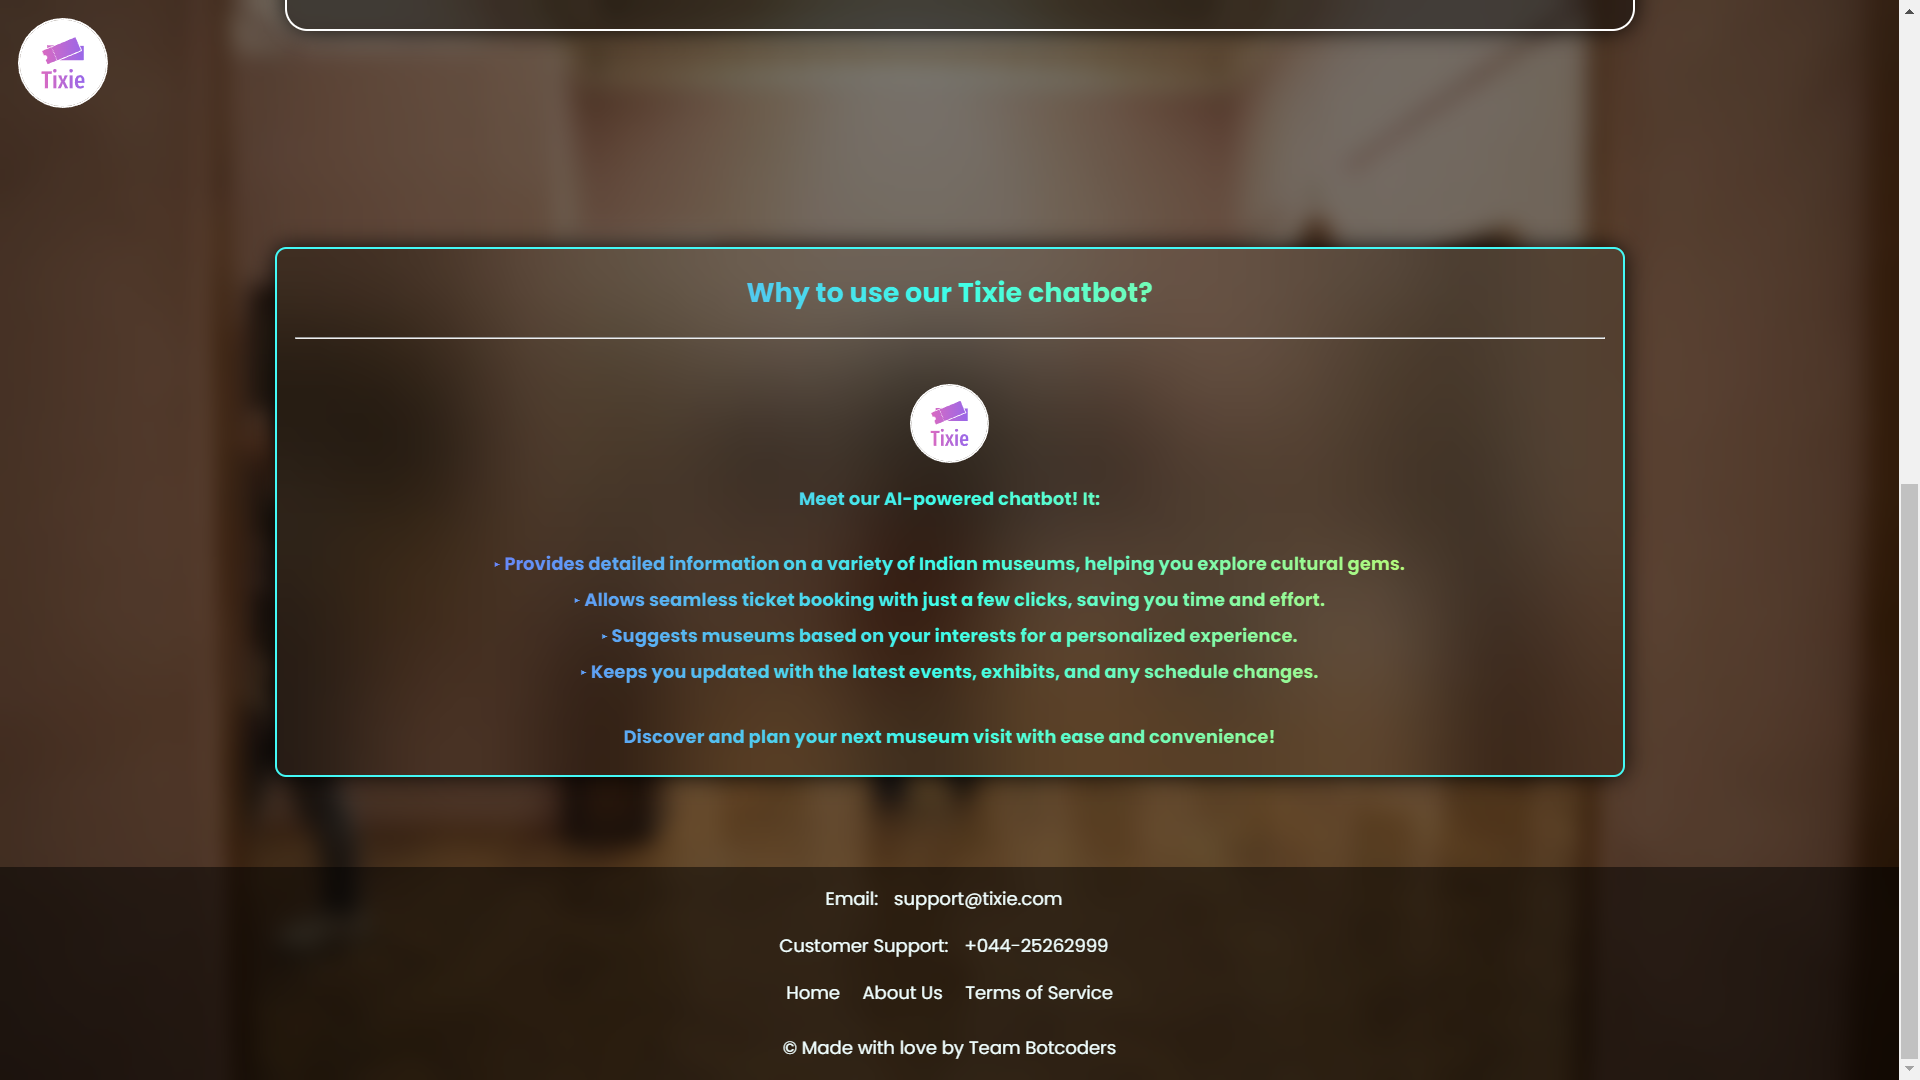 Tixie
Why to use our Tixie chatbot?
Tixie
Meet our AI-powered chatbot! It:
‣ Provides detailed information on a variety of Indian museums, helping you explore cultural gems.
‣ Allows seamless ticket booking with just a few clicks, saving you time and effort.
‣ Suggests museums based on your interests for a personalized experience.
‣ Keeps you updated with the latest events, exhibits, and any schedule changes.
Discover and plan your next museum visit with ease and convenience!
Email: support@tixie.com
Customer Support: +044-25262999
Home About Us Terms of Service
© Made with love by Team Botcoders